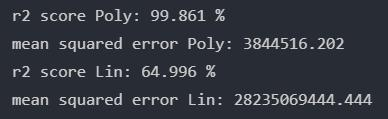 r2 score Poly: 99.861 %
mean squared error Poly: 3844516.202
r2 score Lin: 64.996 %
mean squared error Lin: 28235069444.444